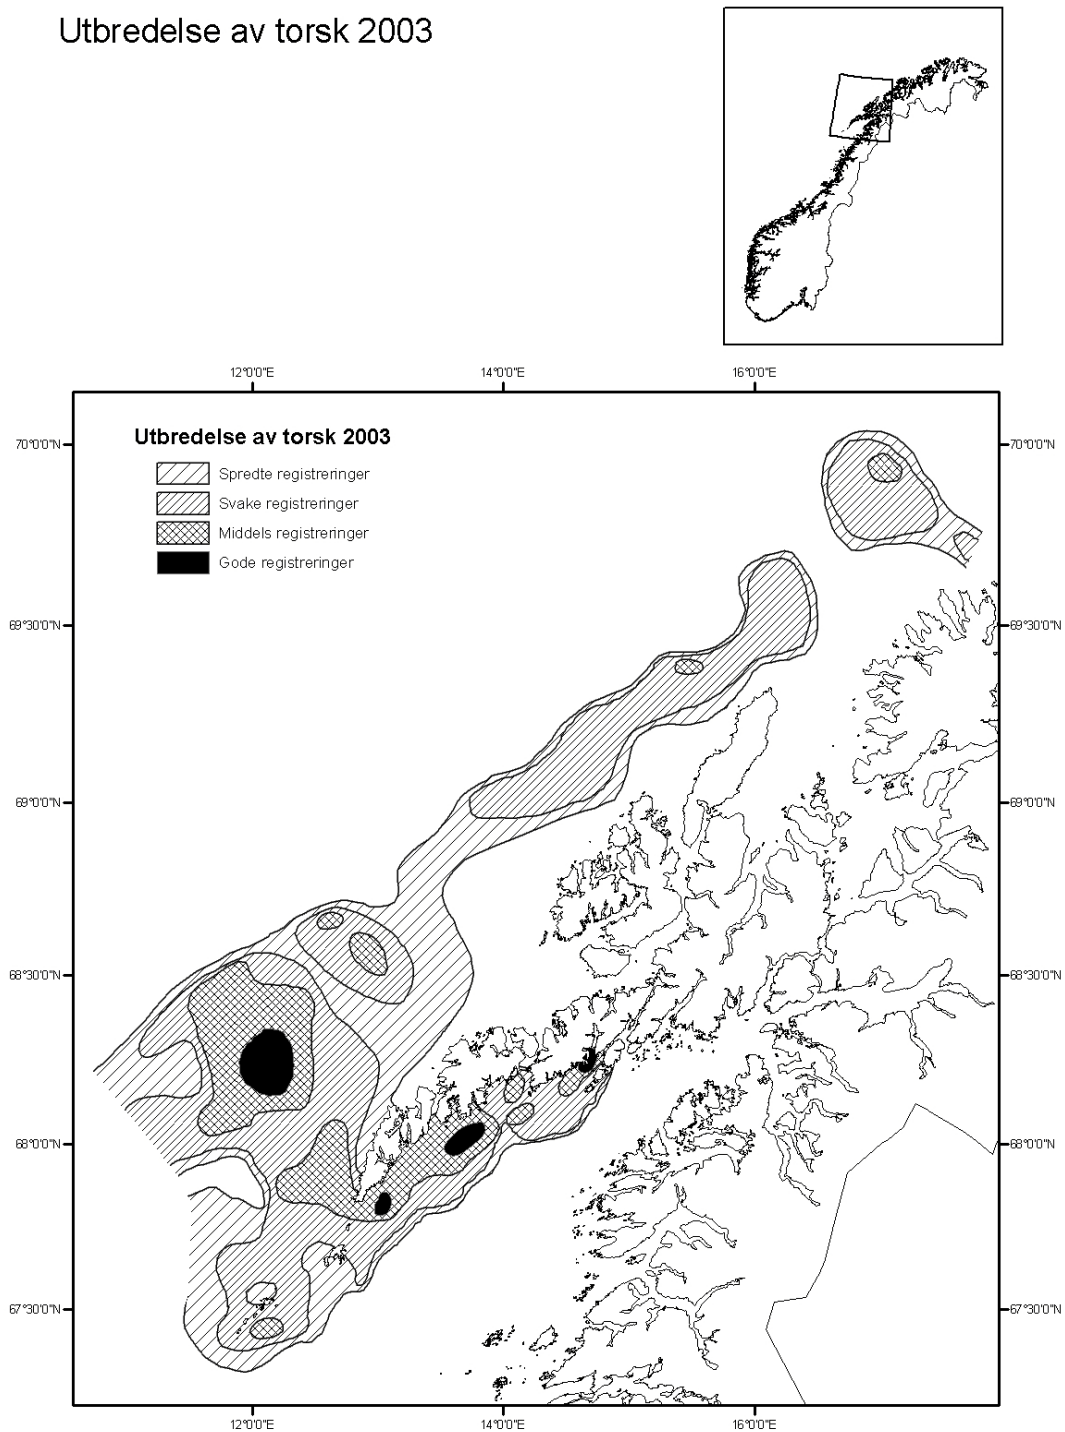 Utbredelse av torsk 2003
12°0'0"E 14°0'0"E 16°0'0"E
Utbredelse av torsk 2003
Spredte registreringer
Svake registreringer
Middels registreringer
Gode registreringer
70°0'0"N 70°0'0"N
69°30'0"N 69°30'0"N
69°0'0"N 69°0'0"N
68°30'0"N 68°30'0"N
68°0'0"N 68°0'0"N
67°30'0"N 67°30'0"N
12°0'0"E 14°0'0"E 16°0'0"E